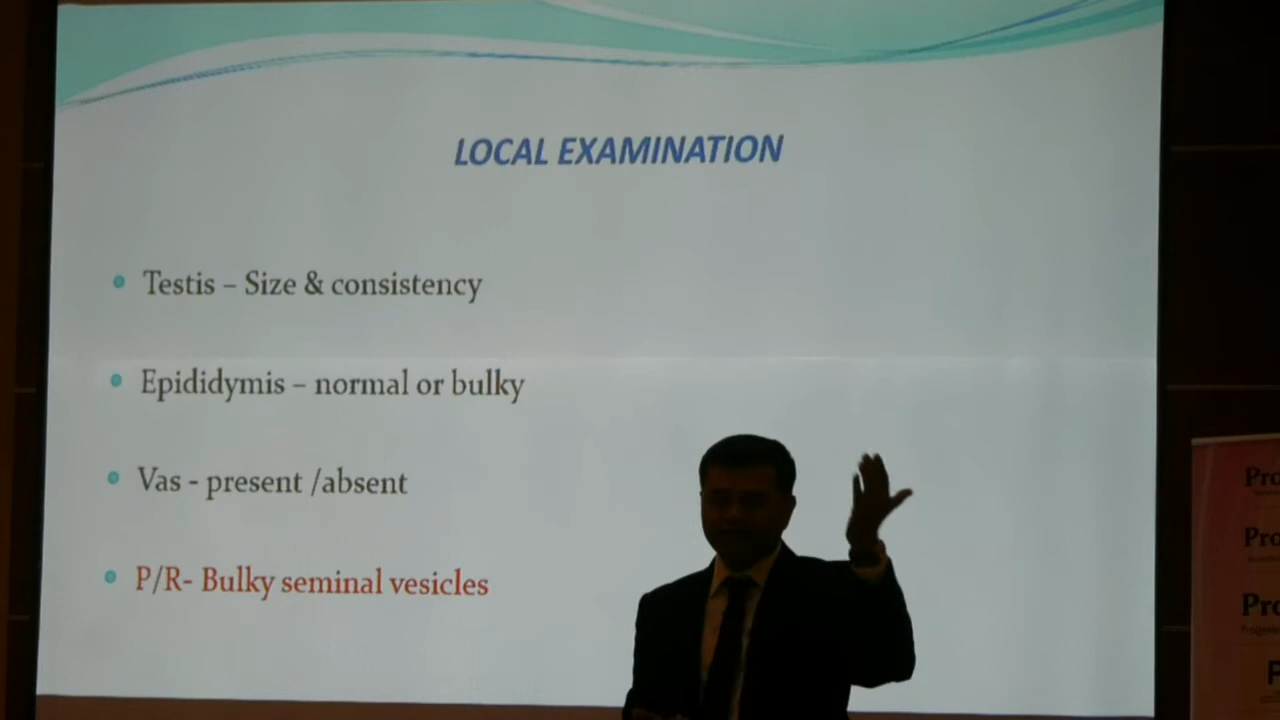 LOCAL EXAMINATION
Testis – Size & consistency
Epididymis – normal or bulky
Vas - present /absent
P/R- Bulky seminal vesicles